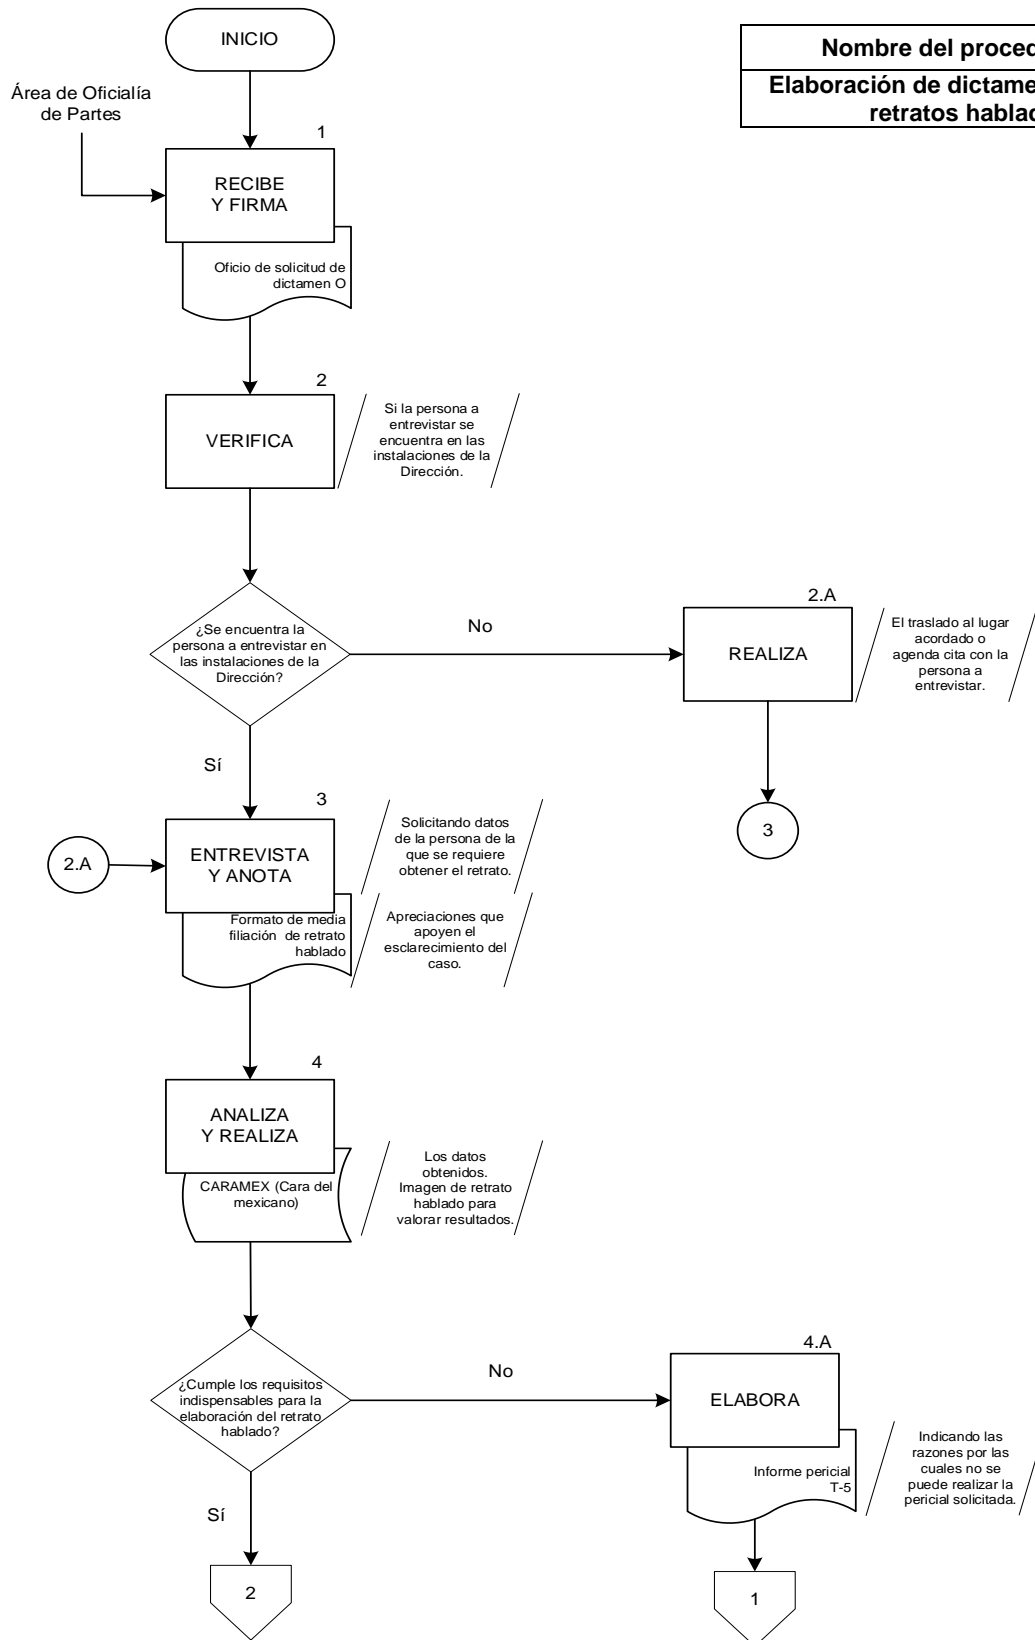 INICIO
Nombre del proced
Elaboración de dictame
retratos hablad
Área de Oficialía
de Partes
1
RECIBE
Y FIRMA
Oficio de solicitud de
dictamen O
2
VERIFICA
Si la persona a
entrevistar se
encuentra en las
instalaciones de la
Dirección.
¿Se encuentra la
persona a entrevistar en
las instalaciones de la
Dirección?
No
2.A
REALIZA
El traslado al lugar
acordado o
agenda cita con la
persona a
entrevistar.
3
Sí
3
2.A
ENTREVISTA
Y ANOTA
Solicitando datos
de la persona de la
que se requiere
obtener el retrato.
Formato de media
filiación de retrato
hablado
Apreciaciones que
apoyen el
esclarecimiento del
caso.
4
ANALIZA
Y REALIZA
CARAMEX (Cara del
mexicano)
Los datos
obtenidos.
Imagen de retrato
hablado para
valorar resultados.
¿Cumple los requisitos
indispensables para la
elaboración del retrato
hablado?
No
4.A
ELABORA
Informe pericial
T-5
Indicando las
razones por las
cuales no se
puede realizar la
pericial solicitada.
Sí
2
1